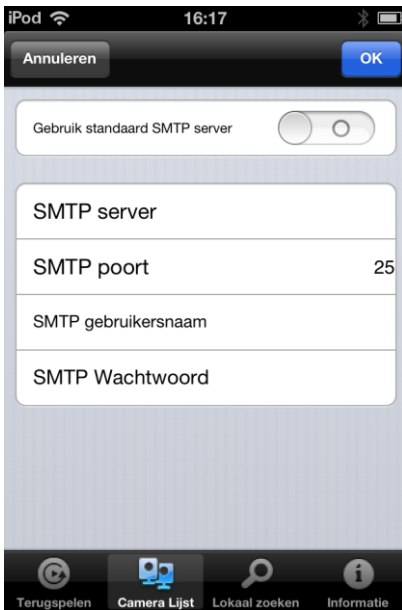 iPod 16:17
Annuleren OK
Gebruik standaard SMTP server
SMTP server
SMTP poort 25
SMTP gebruikersnaam
SMTP Wachtwoord
Terugspelen Camera Lijst Lokaal zoeken Informatie